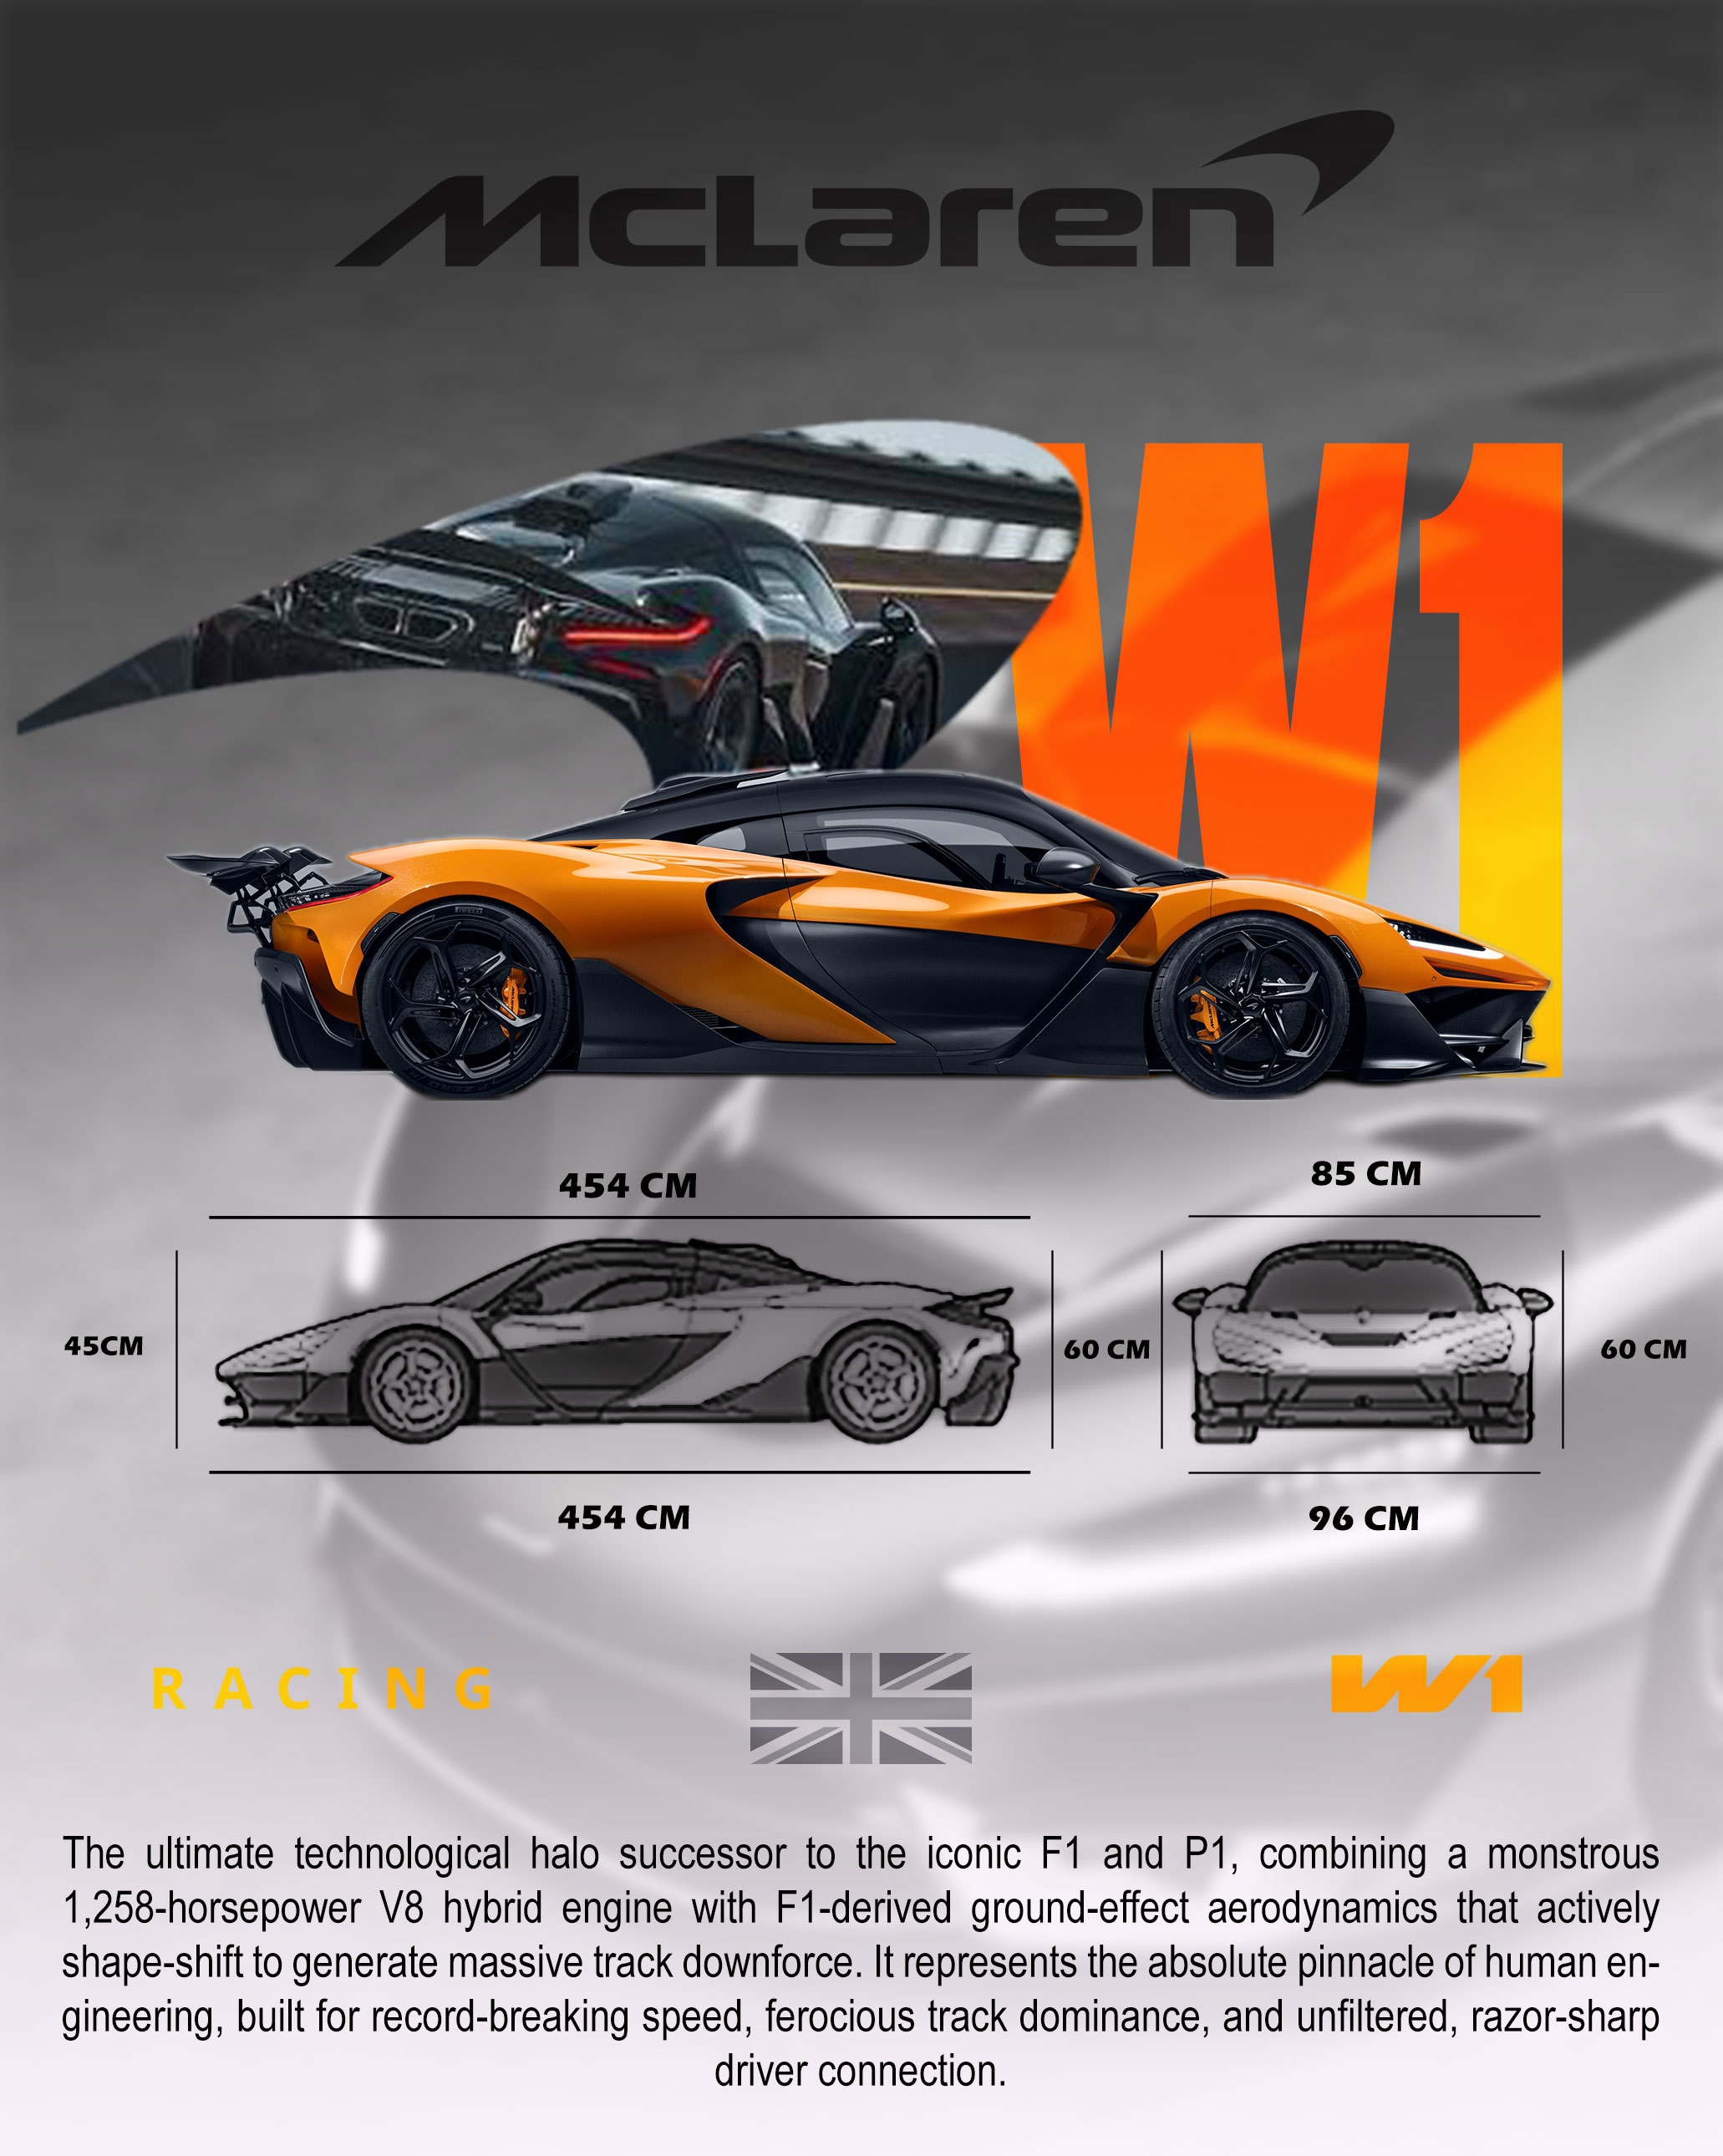 McLaren
W1
454 CM
85 CM
45CM
60 CM
60 CM
454 CM
96 CM
RACING
W1
The ultimate technological halo successor to the iconic F1 and P1, combining a monstrous
1,258-horsepower V8 hybrid engine with F1-derived ground-effect aerodynamics that actively
shape-shift to generate massive track downforce. It represents the absolute pinnacle of human en-
gineering, built for record-breaking speed, ferocious track dominance, and unfiltered, razor-sharp
driver connection.